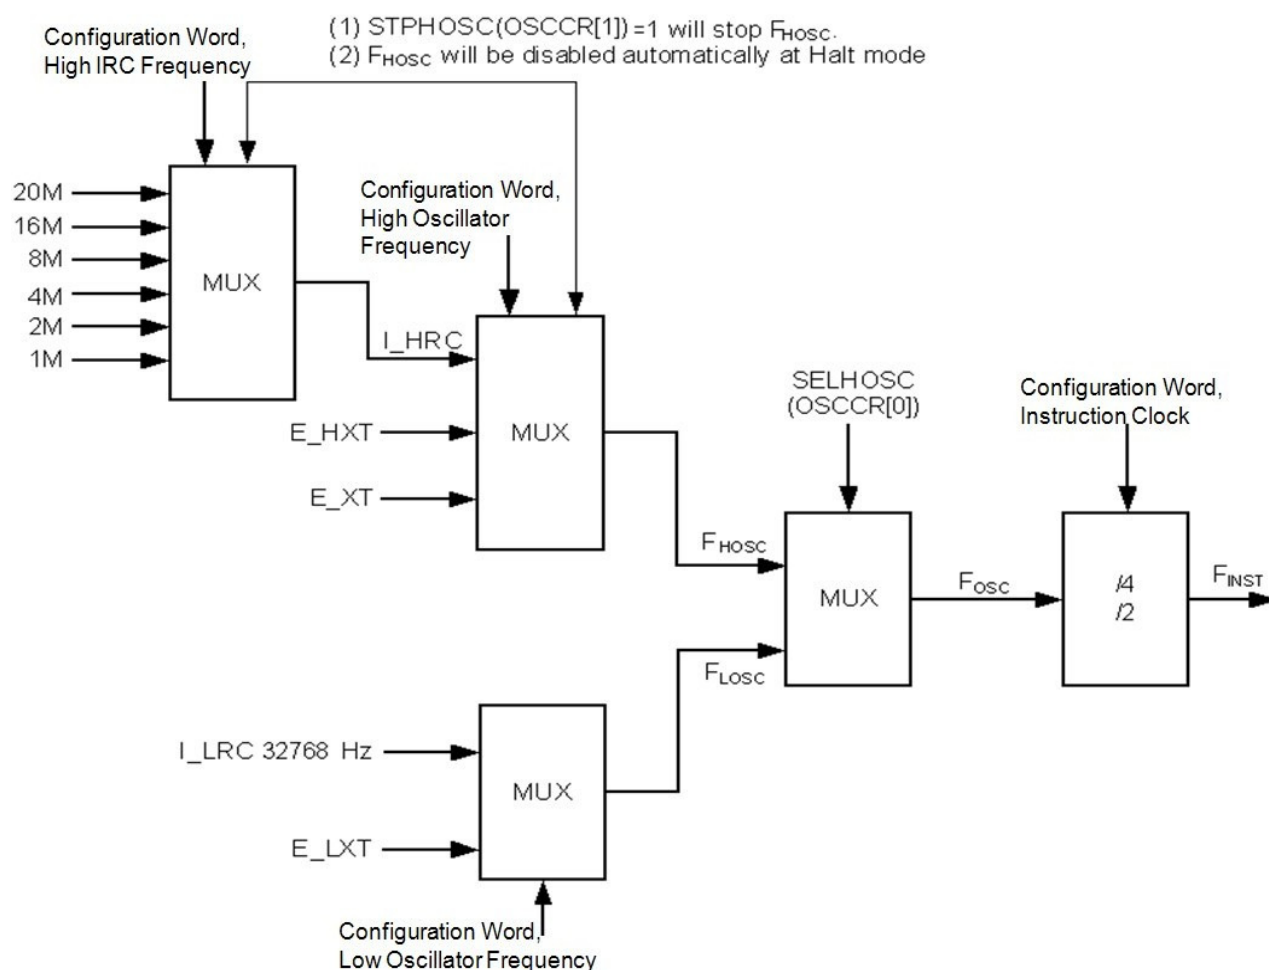 (1) STPHOSC(OSCCR[1])=1 will stop FHOSC.
(2) FHOSC will be disabled automatically at Halt mode
Configuration Word,
High IRC Frequency
20M
16M
8M
4M
2M
1M
MUX
I_HRC
Configuration Word,
High Oscillator
Frequency
E_HXT
E_XT
MUX
FHOSC
SELHOSC
(OSCCR[0])
MUX
FOSC
Configuration Word,
Instruction Clock
/4
/2
FINST
FLOSC
I_LRC 32768 Hz
E_LXT
MUX
Configuration Word,
Low Oscillator Frequency